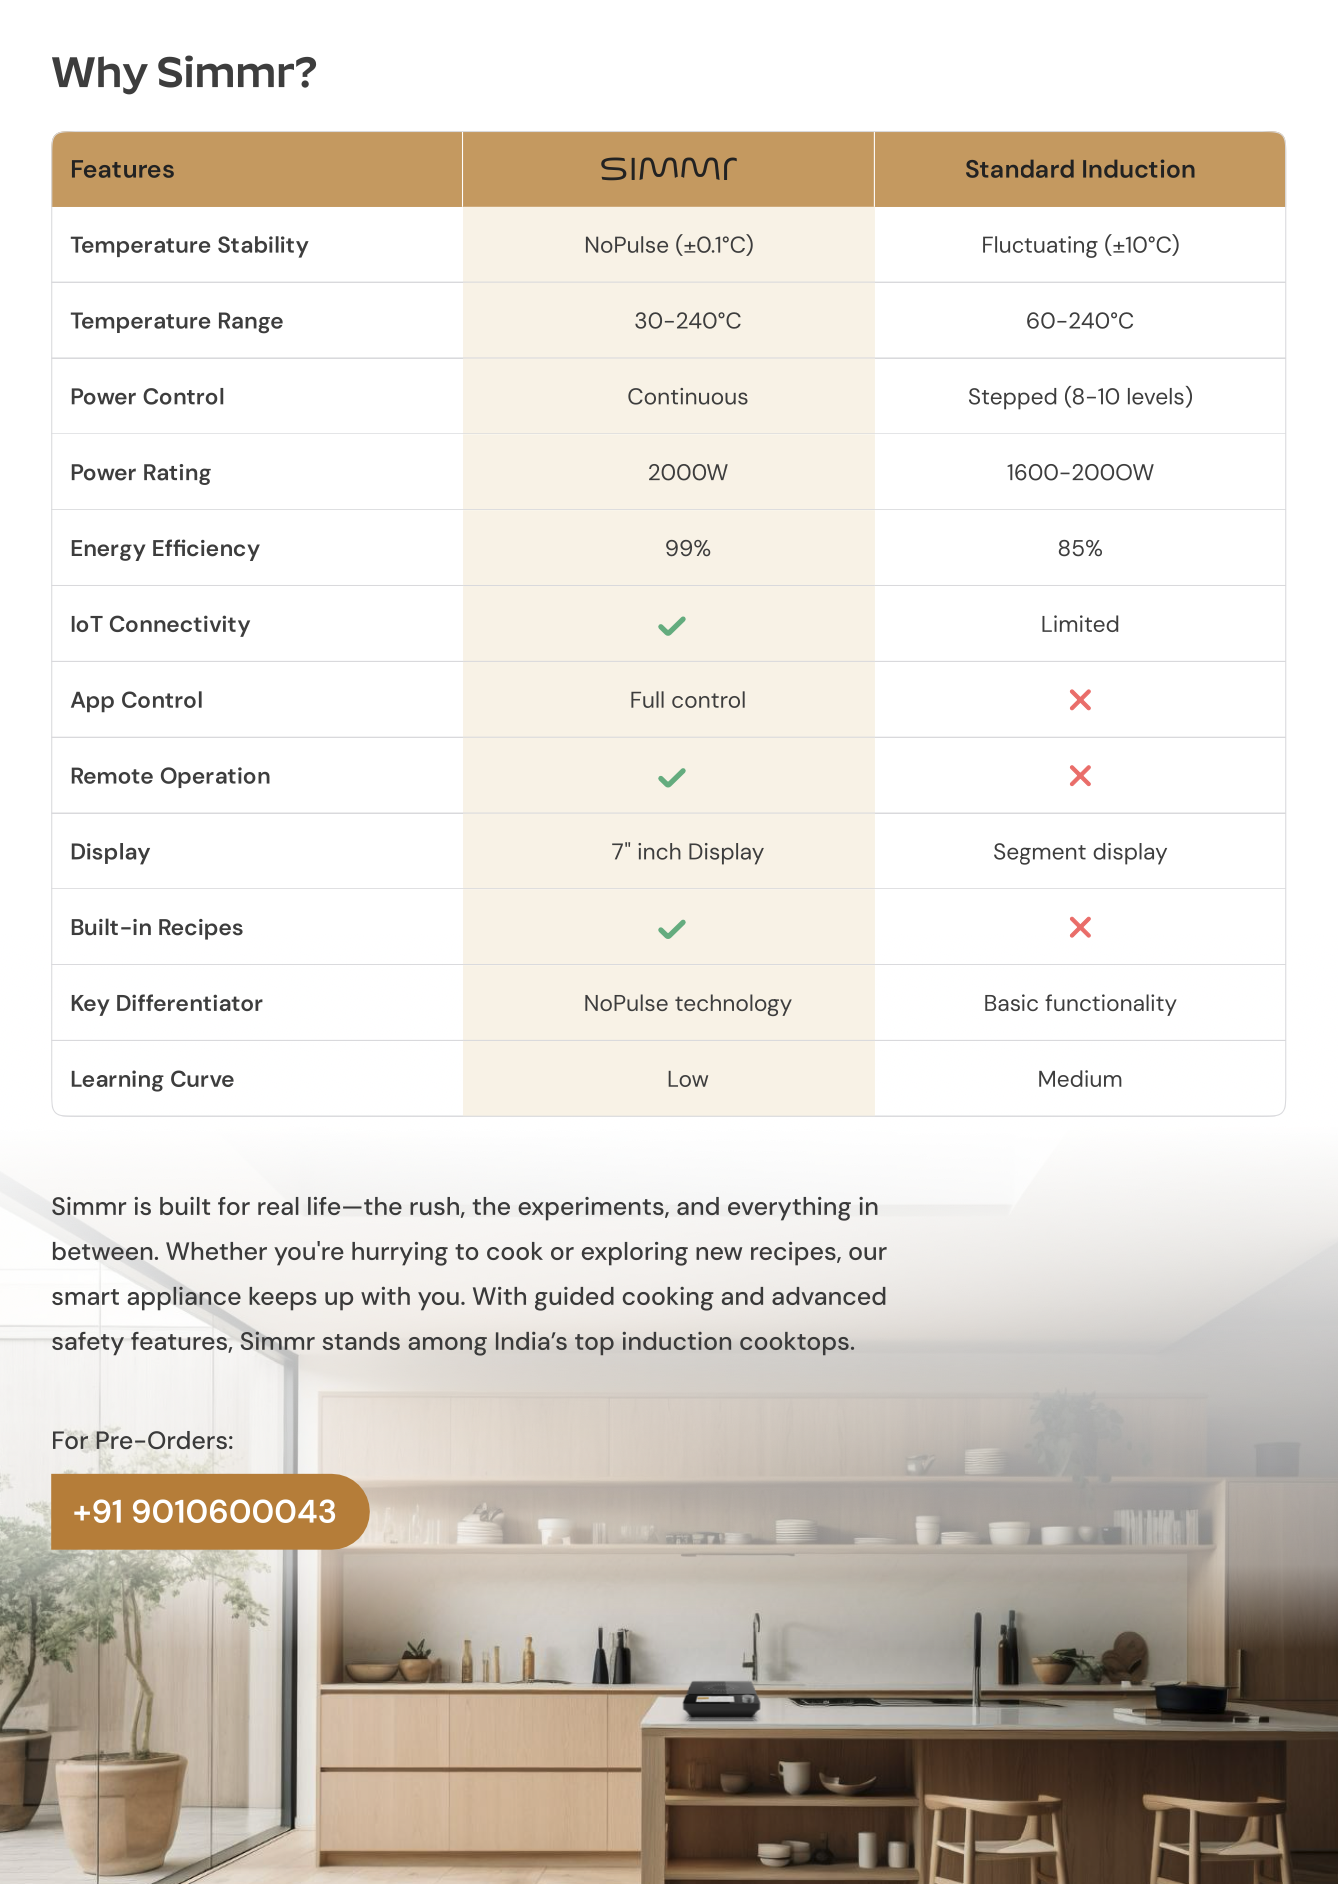 Why Simmr?
Features SIMMr Standard Induction
Temperature Stability NoPulse (±0.1°C) Fluctuating (±10°C)
Temperature Range 30-240°C 60-240°C
Power Control Continuous Stepped (8-10 levels)
Power Rating 2000W 1600-200OW
Energy Efficiency 99% 85%
IoT Connectivity ✓ Limited
App Control Full control ✗
Remote Operation ✓ ✗
Display 7" inch Display Segment display
Built-in Recipes ✓ ✗
Key Differentiator NoPulse technology Basic functionality
Learning Curve Low Medium
Simmr is built for real life—the rush, the experiments, and everything in
between. Whether you're hurrying to cook or exploring new recipes, our
smart appliance keeps up with you. With guided cooking and advanced
safety features, Simmr stands among India’s top induction cooktops.
For Pre-Orders:
+91 9010600043